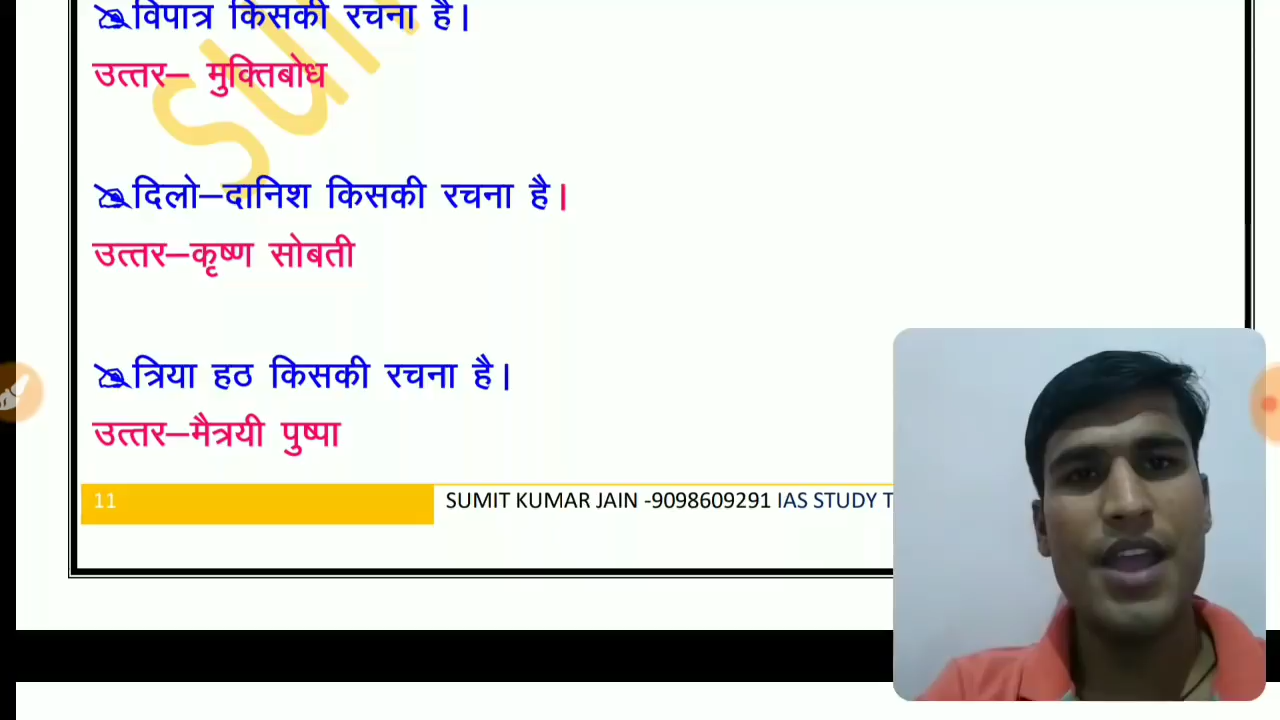 विपात्र किसकी रचना है।
उत्तर– मुक्तिबोध
दिलो–दानिश किसकी रचना है।
उत्तर–कृष्ण सोबती
त्रिया हठ किसकी रचना है।
उत्तर–मैत्रयी पुष्पा
11 SUMIT KUMAR JAIN -9098609291 IAS STUDY T